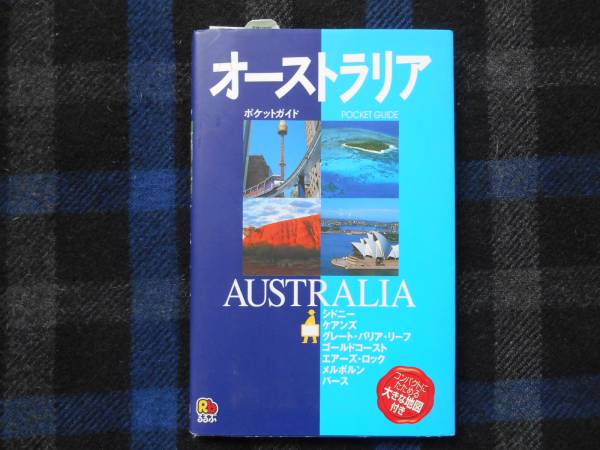 オーストラリア
ポケットガイド
POCKET GUIDE
AUSTRALIA
シドニー
ケアンズ
グレート・バリア・リーフ
ゴールドコースト
エアーズ・ロック
メルボルン
パース
コンパクトに
たためる
大きな地図
付き
Rb
るるぶ